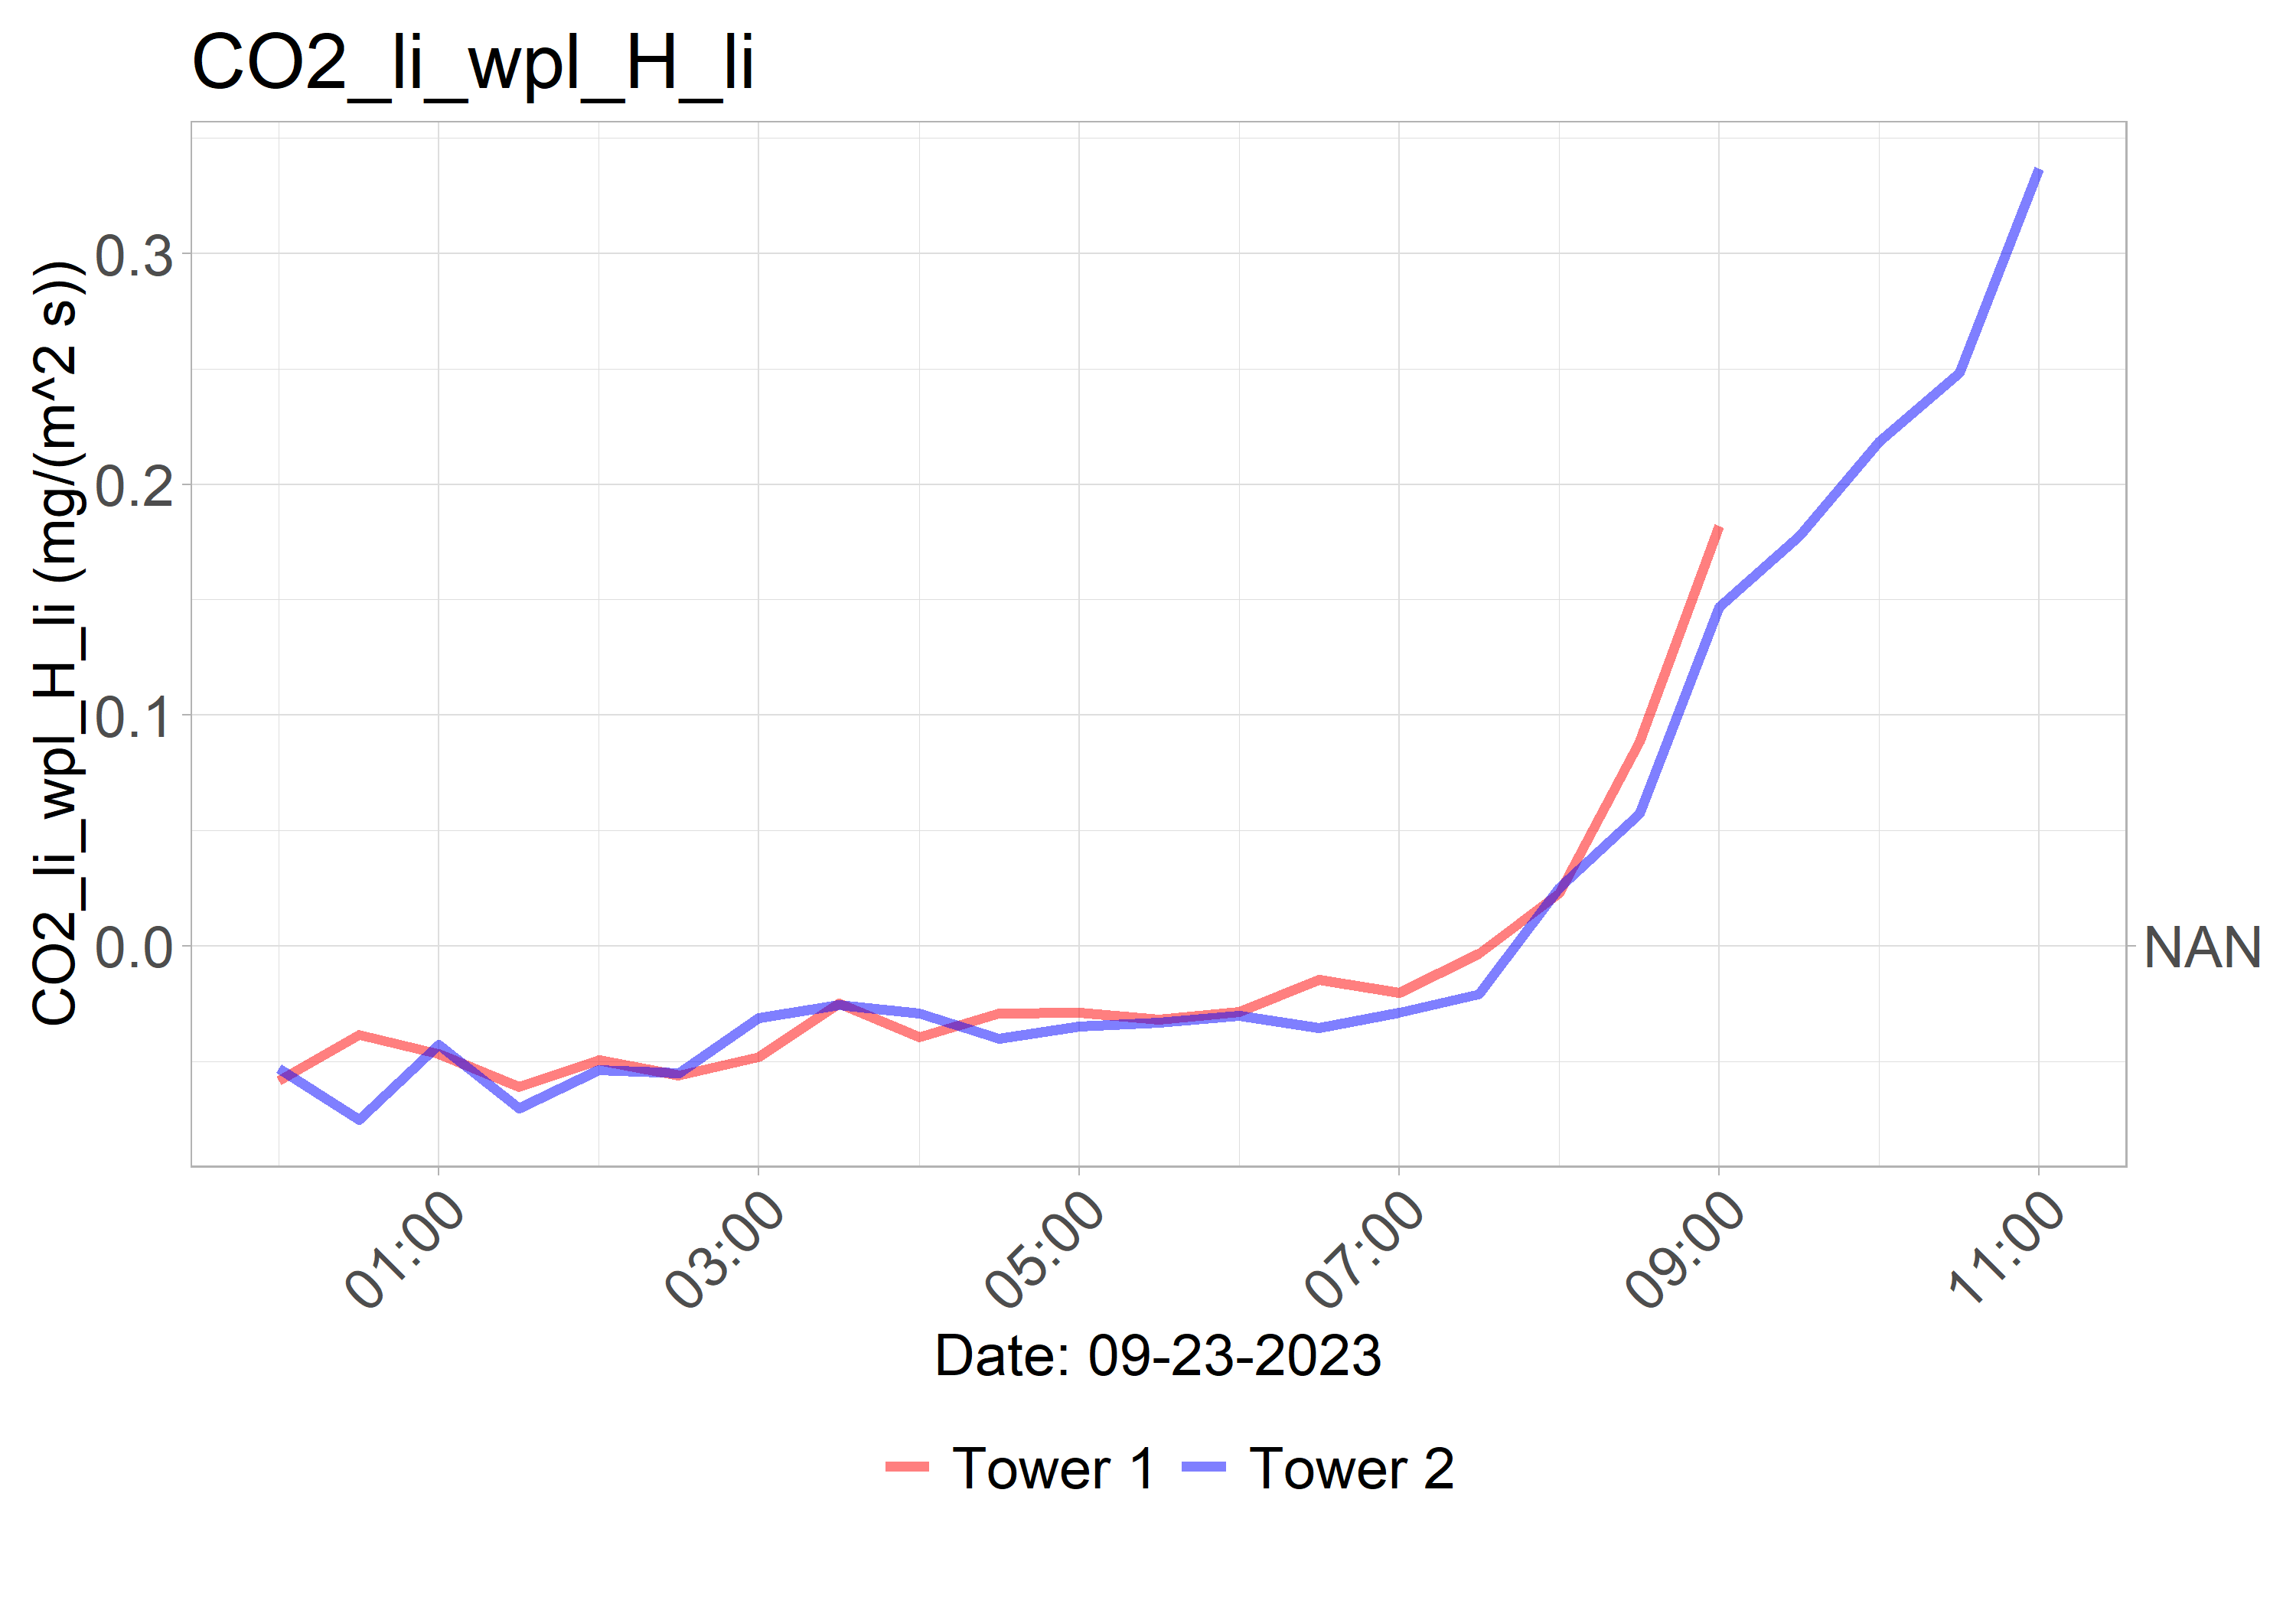 CO2_li_wpl_H_li
CO2_li_wpl_H_li (mg/(m^2 s))
0.3
0.2
0.1
0.0
NAN
01:00
03:00
05:00
07:00
09:00
11:00
Date: 09-23-2023
Tower 1
Tower 2